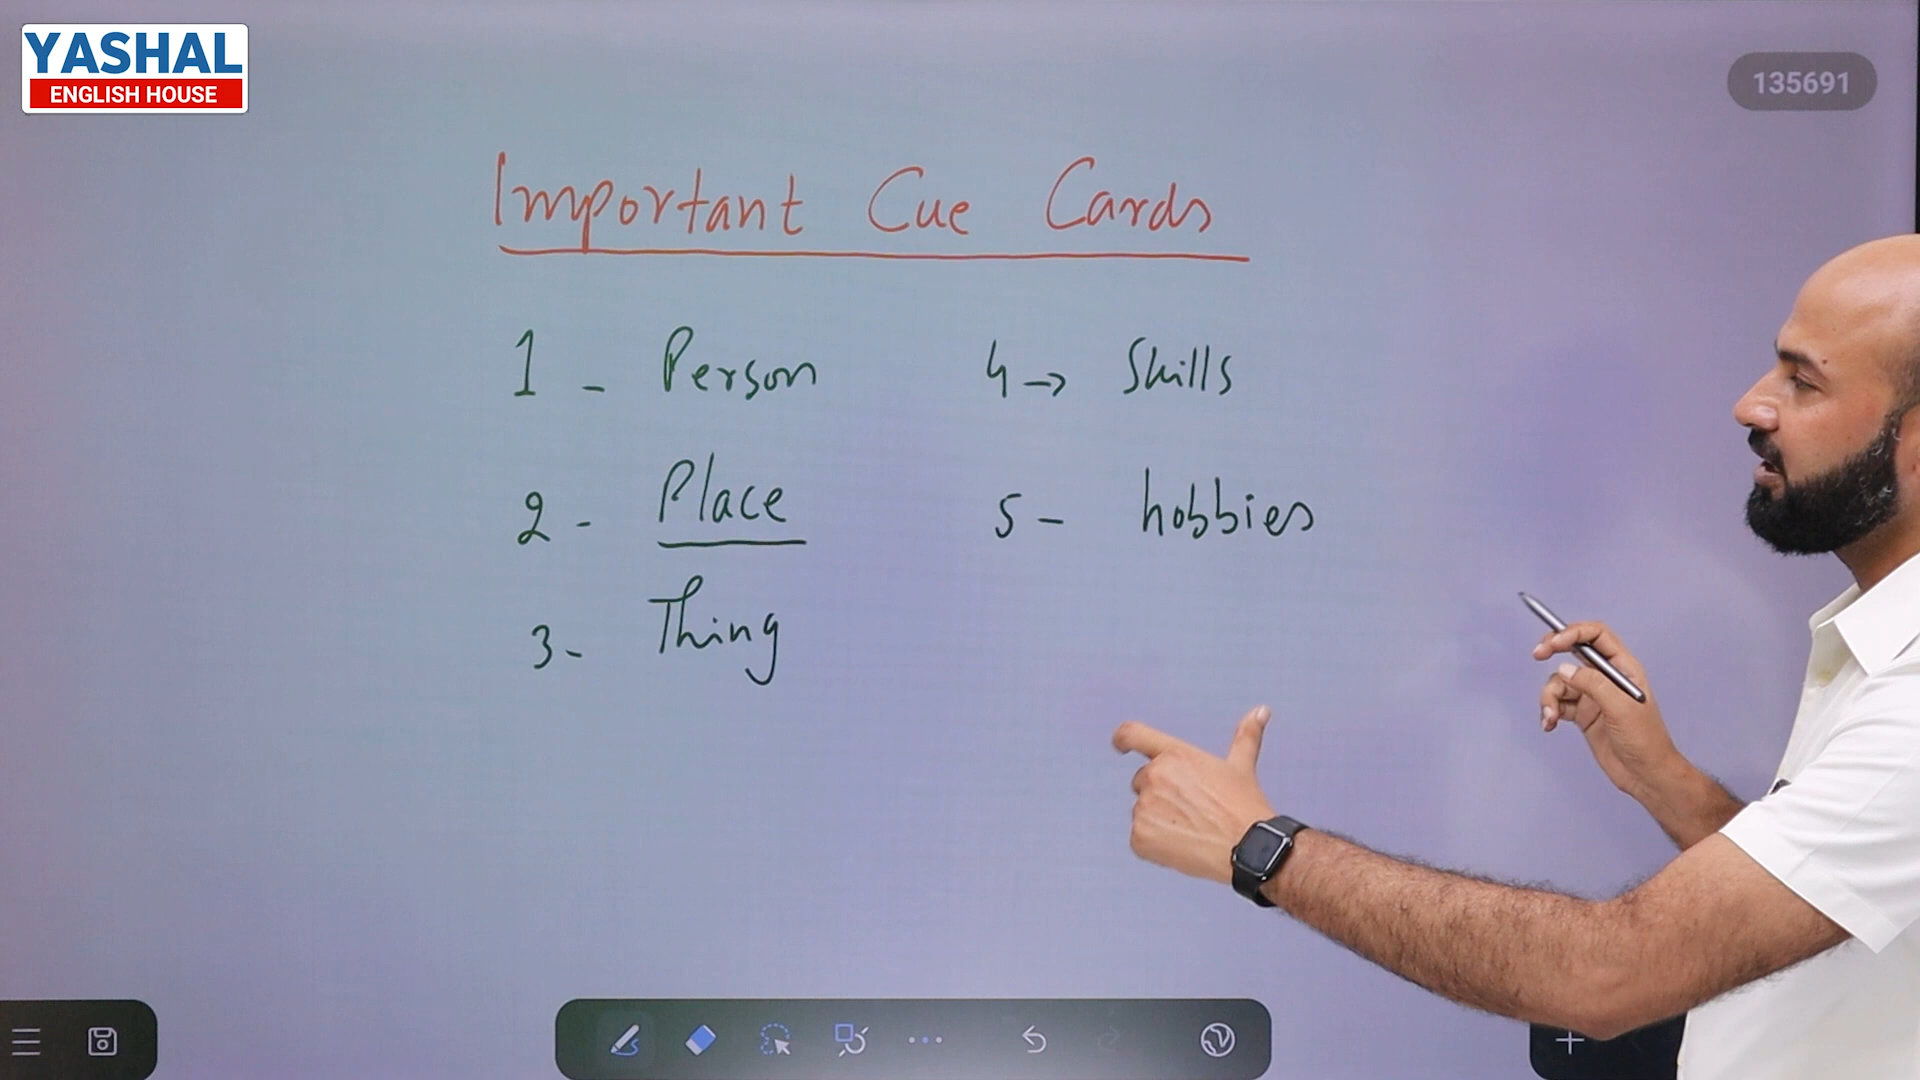 YASHAL
ENGLISH HOUSE
135691
Important Cue Cards
1 - Person
2 - Place
3- Thing
4 → Skills
5 - hobbies